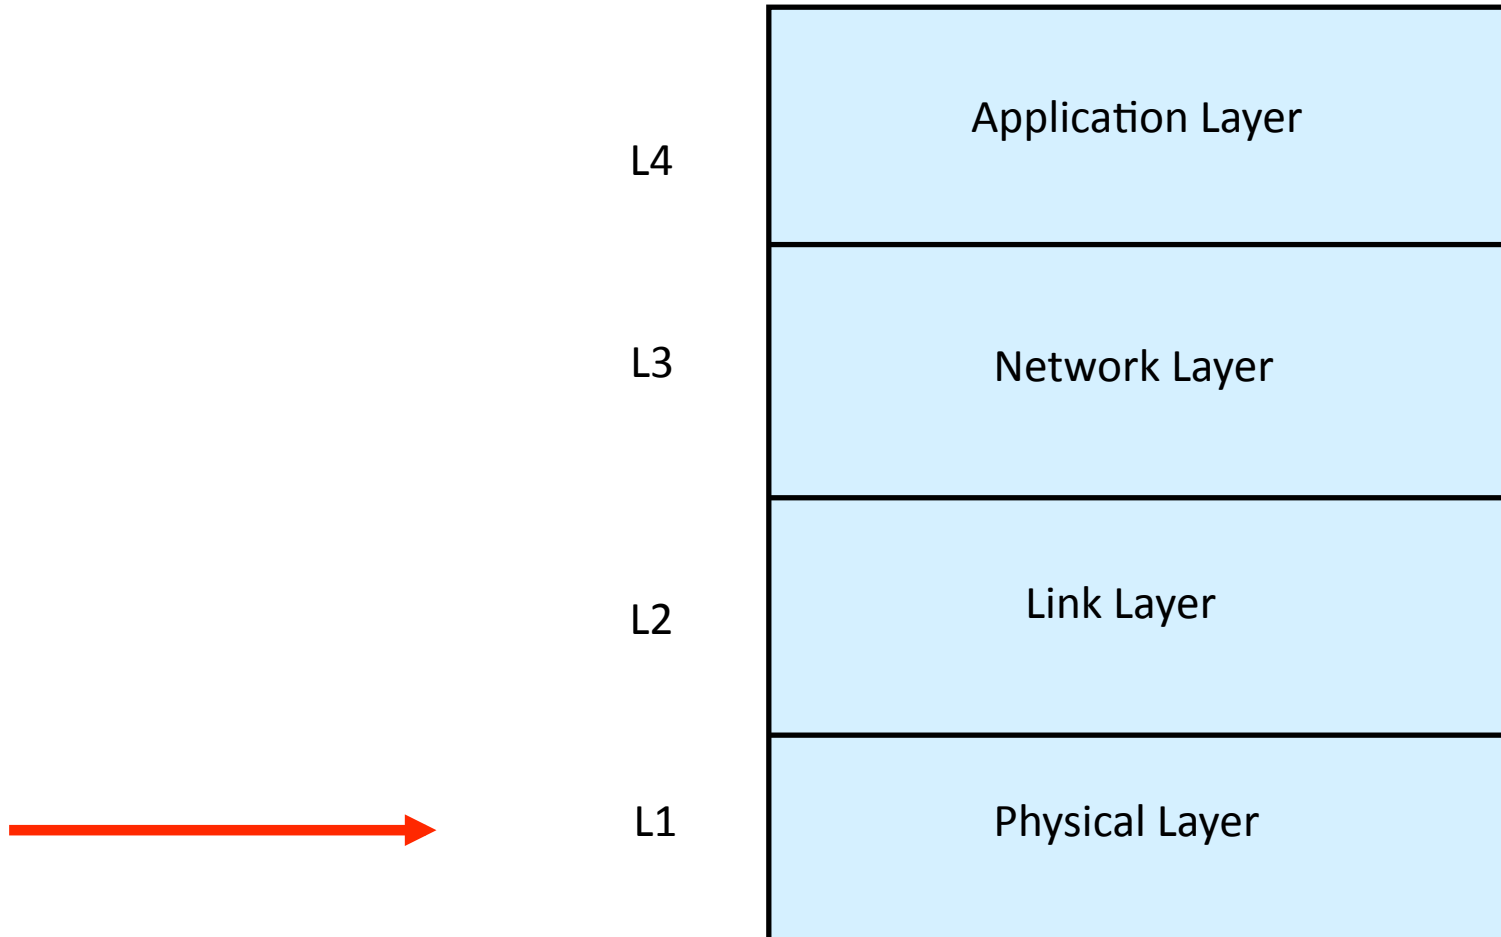 Application Layer
L4
L3
Network Layer
Link Layer
L2
L1
Physical Layer